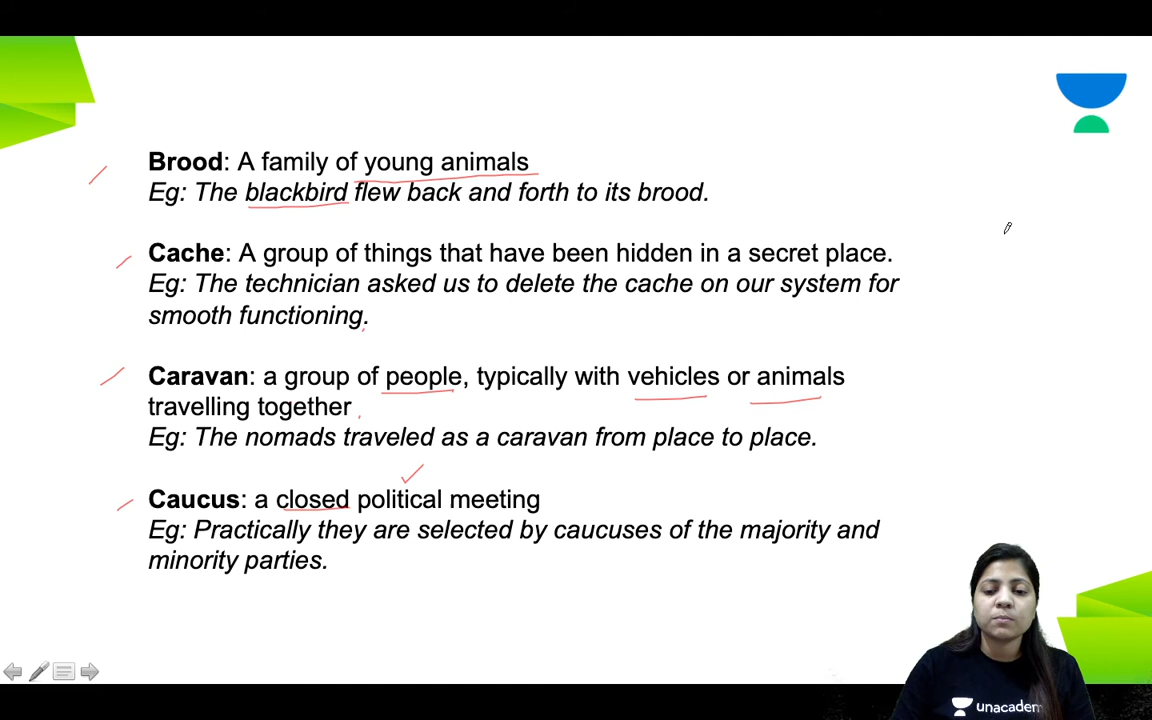 Brood: A family of young animals
Eg: The blackbird flew back and forth to its brood.
Cache: A group of things that have been hidden in a secret place.
Eg: The technician asked us to delete the cache on our system for
smooth functioning.
Caravan: a group of people, typically with vehicles or animals
travelling together
Eg: The nomads traveled as a caravan from place to place.
Caucus: a closed political meeting
Eg: Practically they are selected by caucuses of the majority and
minority parties.
unacadem